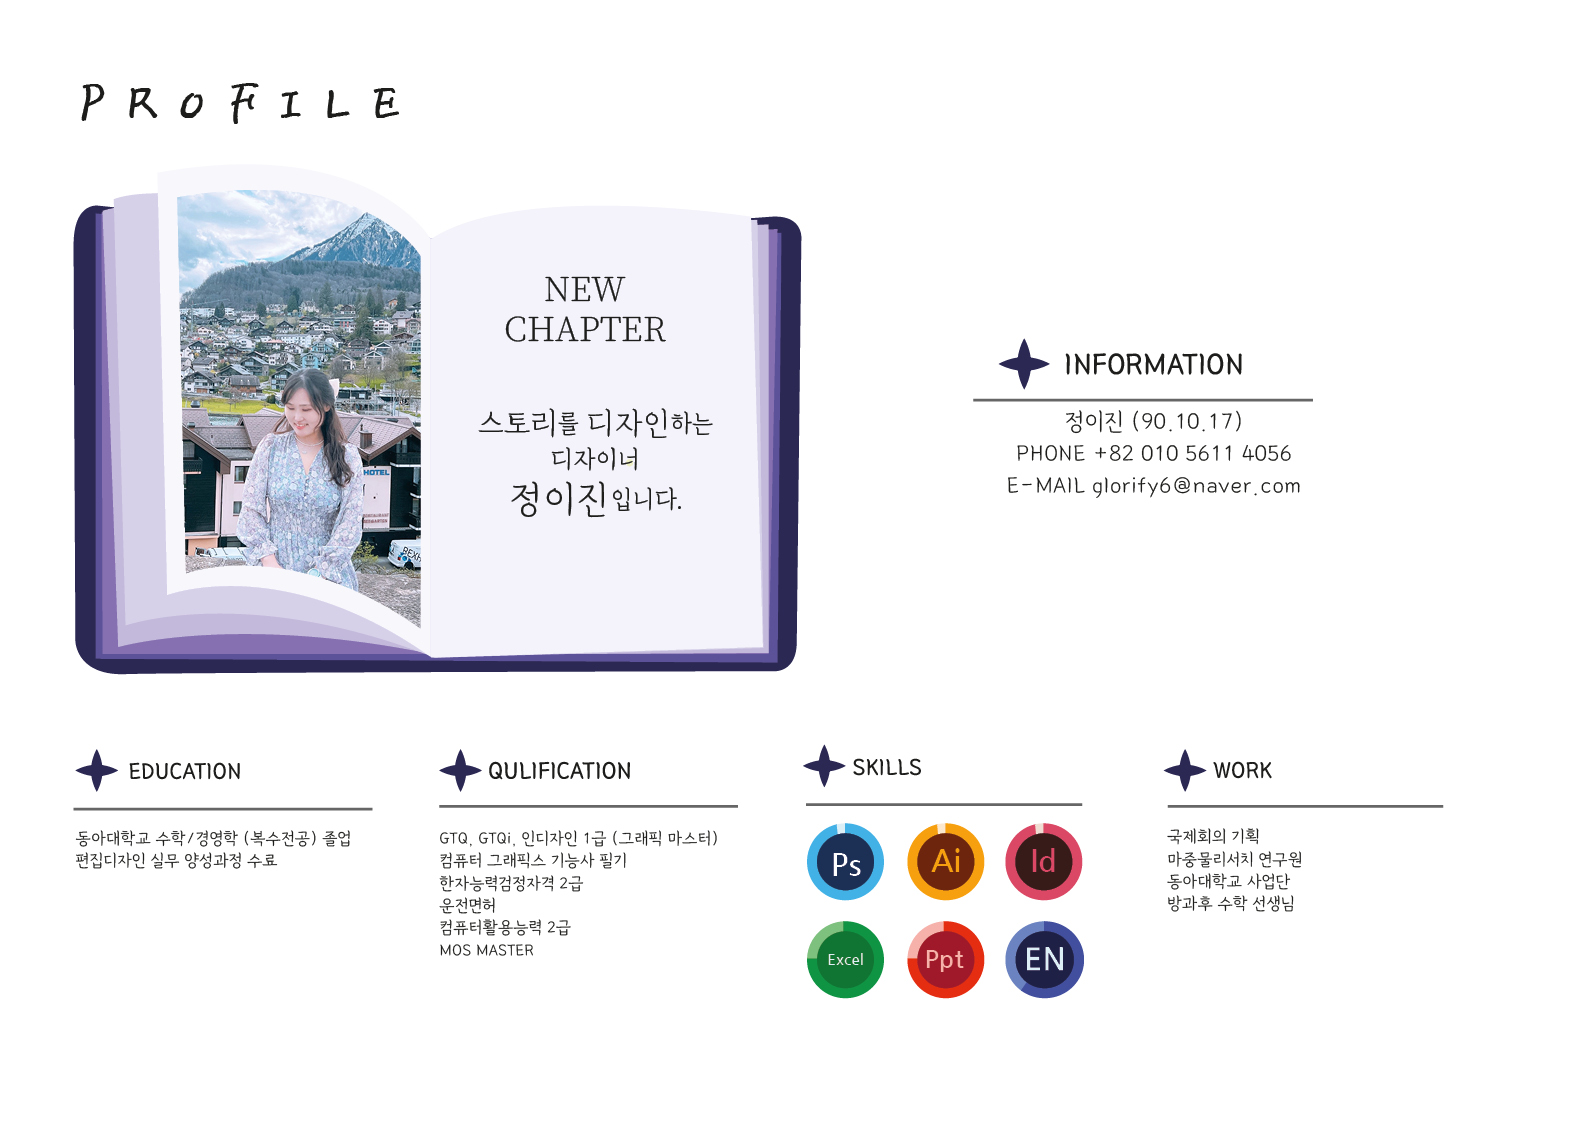 PROFILE
HOTEL
NEW
CHAPTER
스토리를 디자인하는
디자이너
정이진입니다.
INFORMATION
정이진 (90.10.17)
PHONE +82 010 5611 4056
E-MAIL glorify6@naver.com
EDUCATION
동아대학교 수학/경영학 (복수전공) 졸업
편집디자인 실무 양성과정 수료
QULIFICATION
GTQ, GTQi, 인디자인 1급 (그래픽 마스터)
컴퓨터 그래픽스 기능사 필기
한자능력검정자격 2급
운전면허
컴퓨터활용능력 2급
MOS MASTER
SKILLS
Ps Ai Id
Excel Ppt EN
WORK
국제회의 기획
마중물리서치 연구원
동아대학교 사업단
방과후 수학 선생님